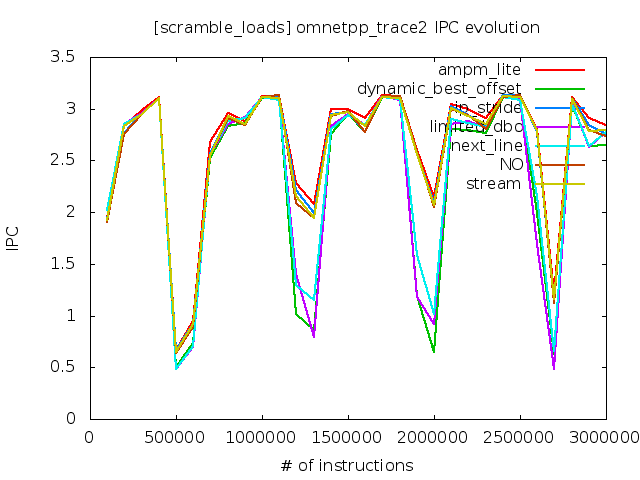 [scramble_loads] omnetpp_trace2 IPC evolution
3.5
3
2.5
2
1.5
1
0.5
0
IPC
ampm_lite
dynamic_best_offset
ip_stride
limited_dbo
next_line
NO
stream
0 500000 1000000 1500000 2000000 2500000 3000000
# of instructions